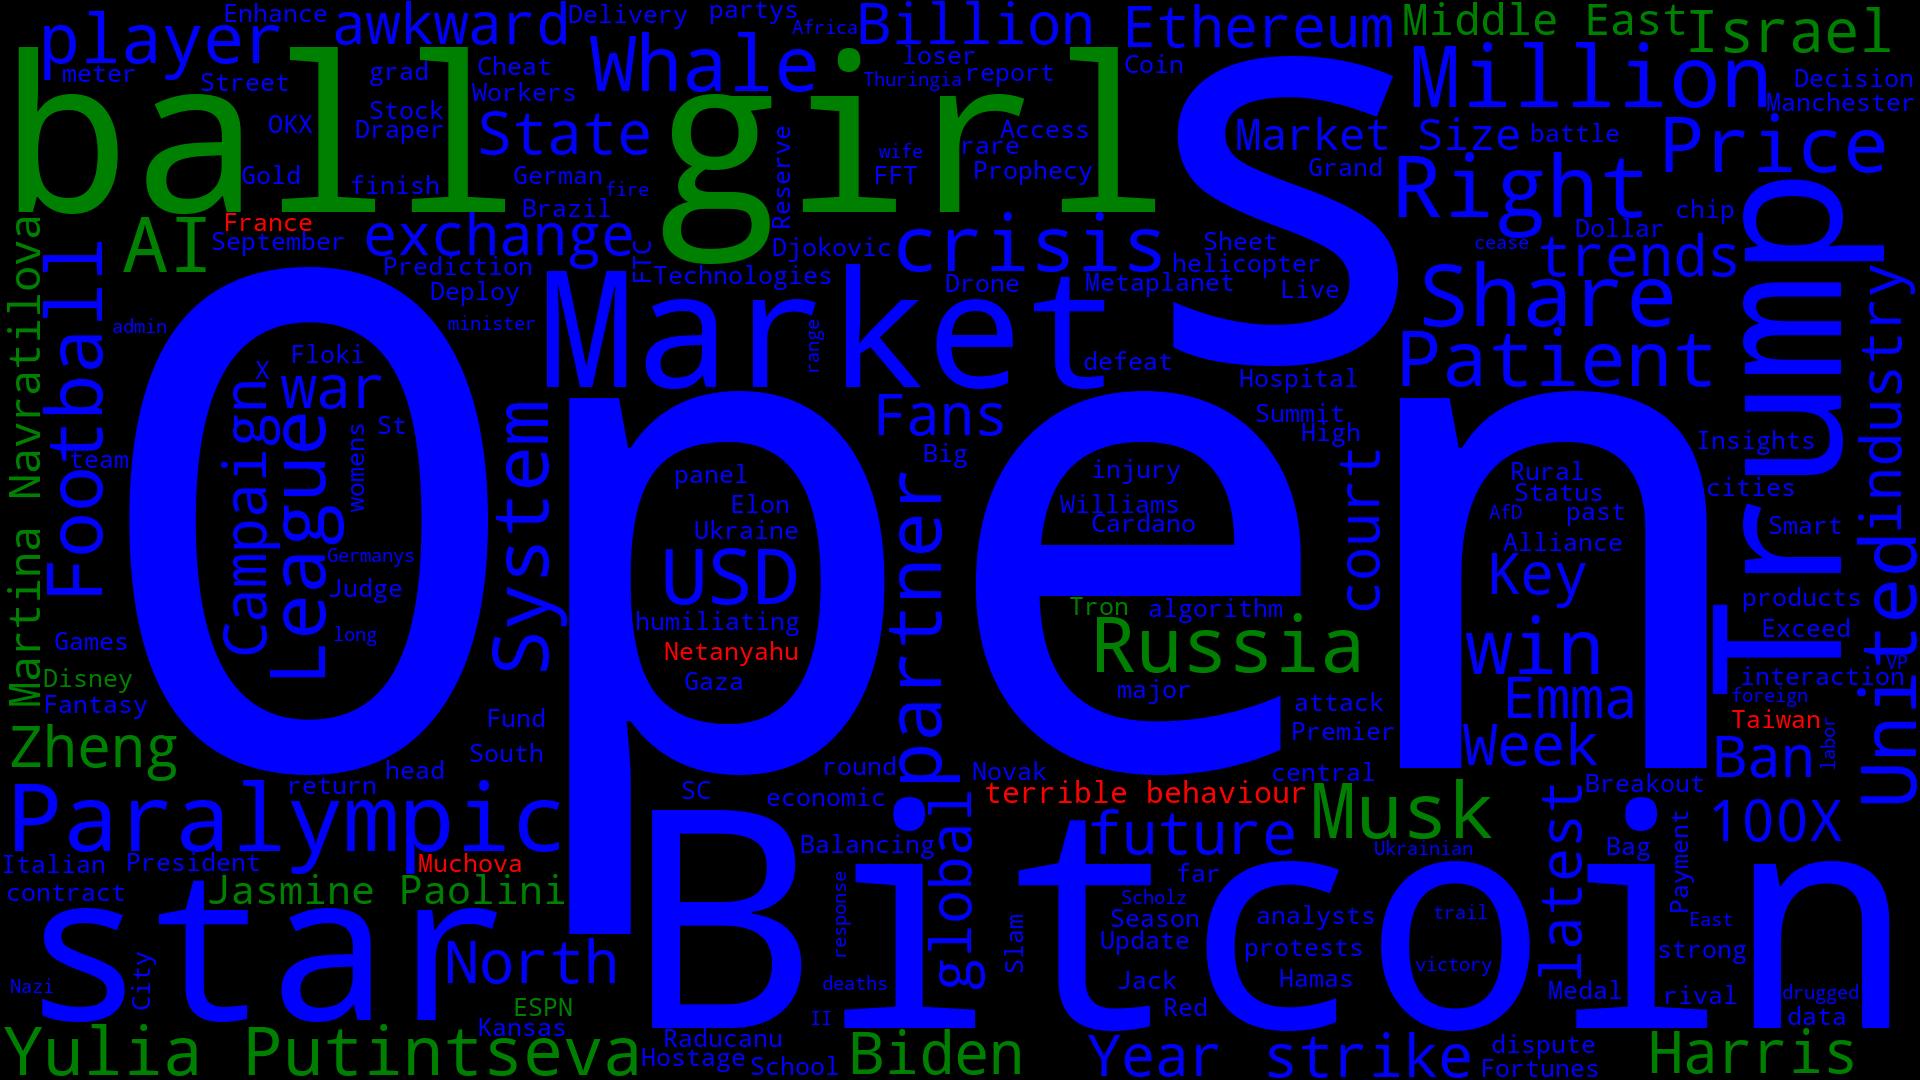 Enhance
awkward
Delivery
partys
Africa
Billion
Ethereum
Middle East
Israel
player
meter
Street
grad
Cheat
Workers
Whale
loser
Thuringia
report
Coin
Million
Decision
Manchester
ball girl
S
OKX
Stock
Draper
State
Reserve
wife
rare
Access
FFT
Prophecy
Market
Grand
Size
battle
Price
Gold
finish
German
fire
Brazil
Right
chip
Dollar
AI
France
September
exchange
FTC
Djokovic
crisis
Sheet
helicopter
Live
cease
trends
Martina Navratilova
Football
Prediction
Deploy
Technologies
Drone
Metaplanet
Share
Trump
industry
admin
minister
Market
range
defeat
Hospital
Patient
Open
Floki
X
war
Campaign
League
womens
St
Germanys
Judge
long
System
Fans
Big
Summit
High
Insights
team
panel
Elon
Ukraine
USD
humiliating
Netanyahu
Gaza
partner
injury
Williams
Cardano
court
Rural
Status
AfD
past
Alliance
Key
cities
Smart
United
Tron
algorithm
Russia
major
win
Emma
Week
products
Exceed
VP
interaction
foreign
Taiwan
Games
Disney
Fantasy
Zheng
Fund
South
attack
Premier
Ban
labor
return
head
SC
round
economic
Novak
central
terrible behaviour
Musk
Breakout
100X
Paralympic
Italian
President
Muchova
contract
Jasmine Paolini
Bitcoin
Balancing
global
future
Ukrainian
latest
Bag
Payment
star
North
response
Slam
far
Scholz
Season
Update
analysts
protests
trail
East
strong
Nazi
City
ESPN
Kansas
deaths
II
Jack
Red
Hamas
victory
Medal
rival
drugged
data
Yulia Putintseva
Raducanu
Hostage
School
Biden
Year
strike
dispute
Fortunes
Harris